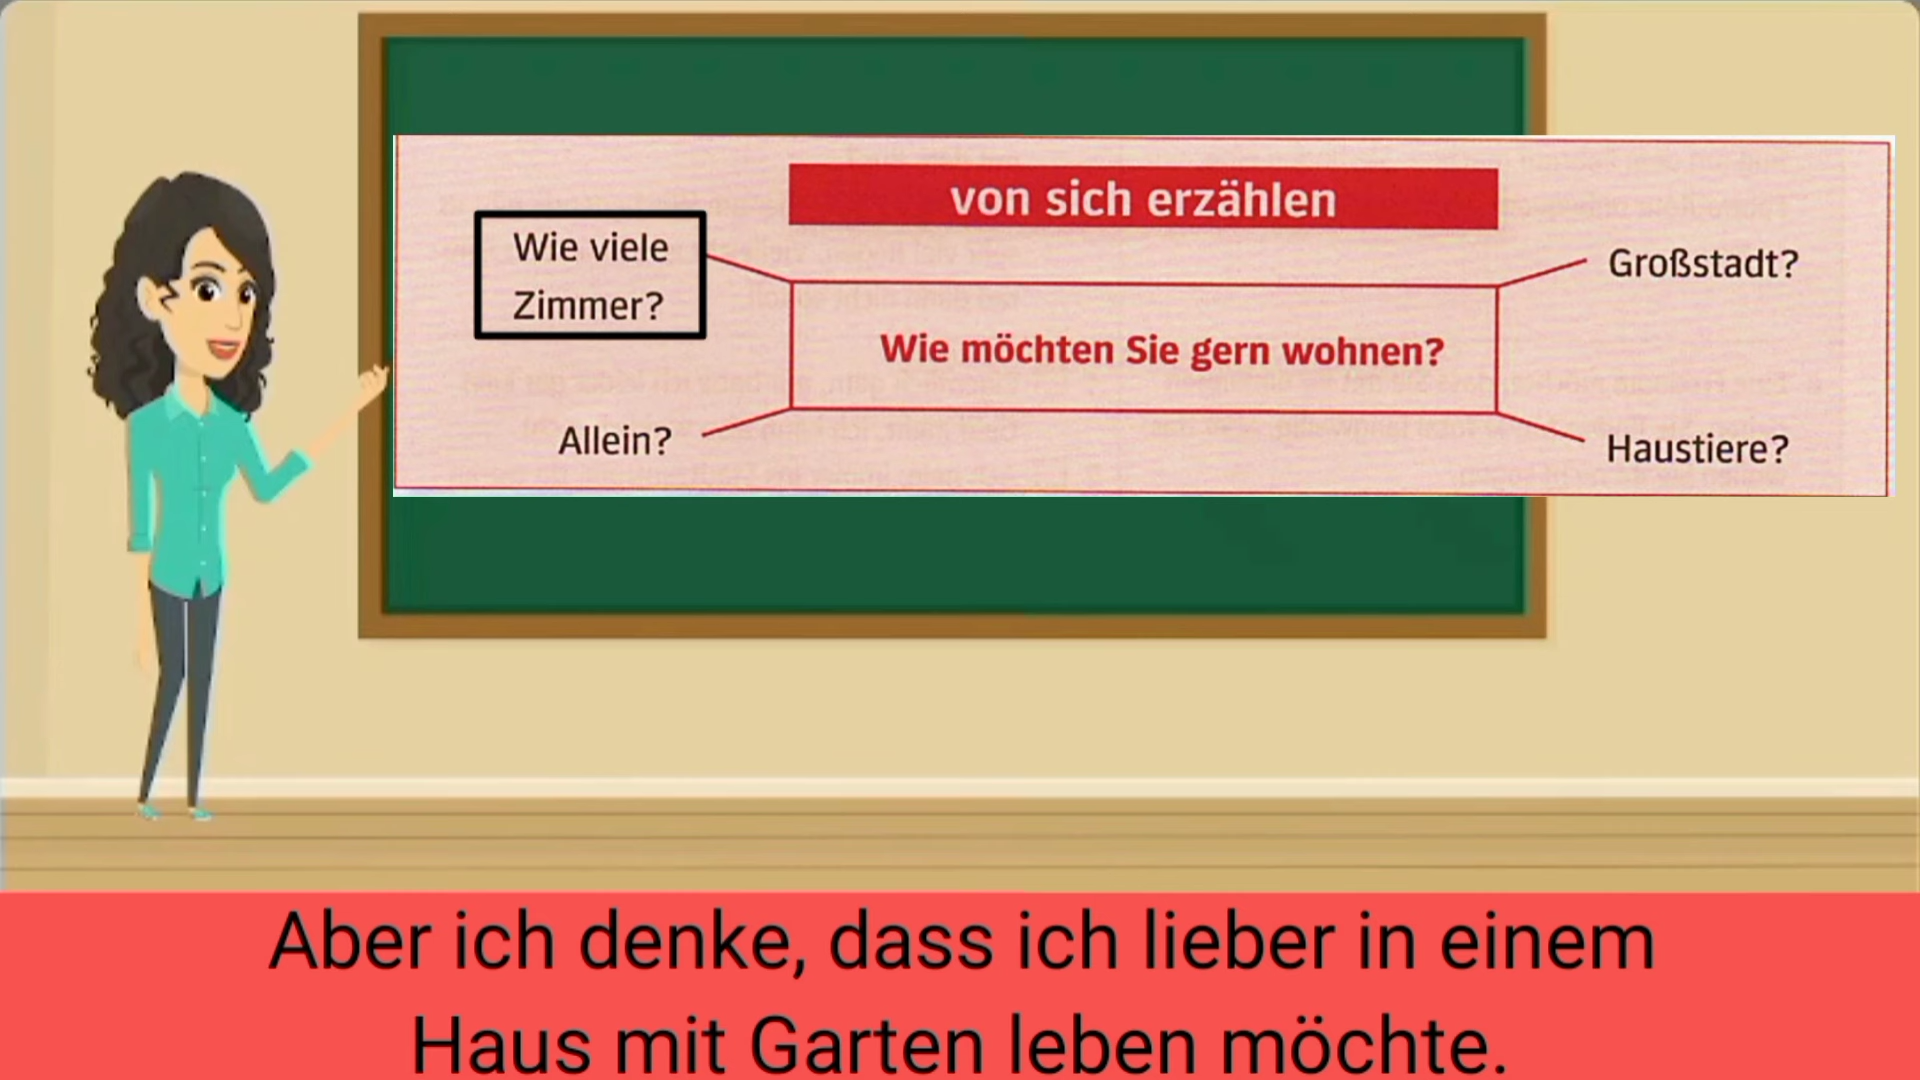 von sich erzählen
Wie viele
Zimmer?
Großstadt?
Wie möchten Sie gern wohnen?
Allein?
Haustiere?
Aber ich denke, dass ich lieber in einem
Haus mit Garten leben möchte.